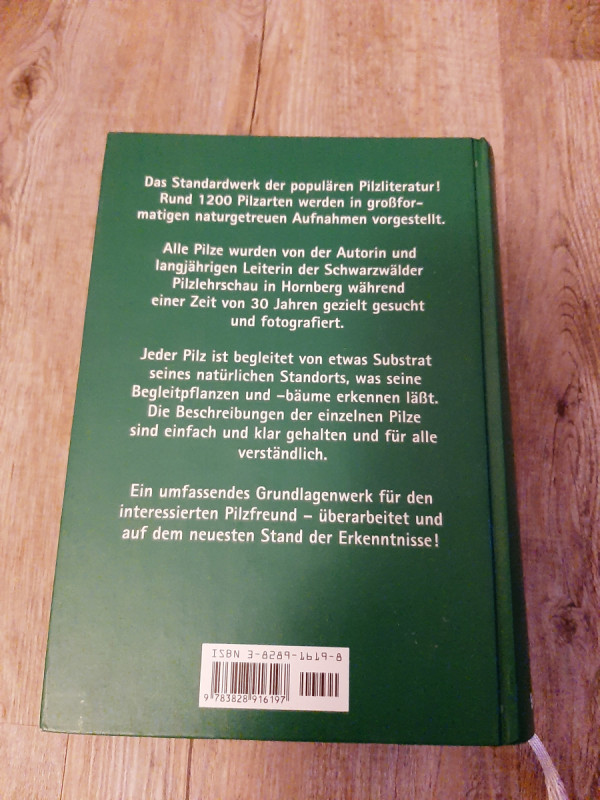 Das Standardwerk der populären Pilzliteratur!
Rund 1200 Pilzarten werden in großfor-
matigen naturgetreuen Aufnahmen vorgestellt.
Alle Pilze wurden von der Autorin und
langjährigen Leiterin der Schwarzwälder
Pilzlehrschau in Hornberg während
einer Zeit von 30 Jahren gezielt gesucht
und fotografiert.
Jeder Pilz ist begleitet von etwas Substrat
seines natürlichen Standorts, was seine
Begleitpflanzen und –bäume erkennen läßt.
Die Beschreibungen der einzelnen Pilze
sind einfach und klar gehalten und für alle
verständlich.
Ein umfassendes Grundlagenwerk für den
interessierten Pilzfreund – überarbeitet und
auf dem neuesten Stand der Erkenntnisse!
ISBN 3-8289-1619-8
9 783828 916197